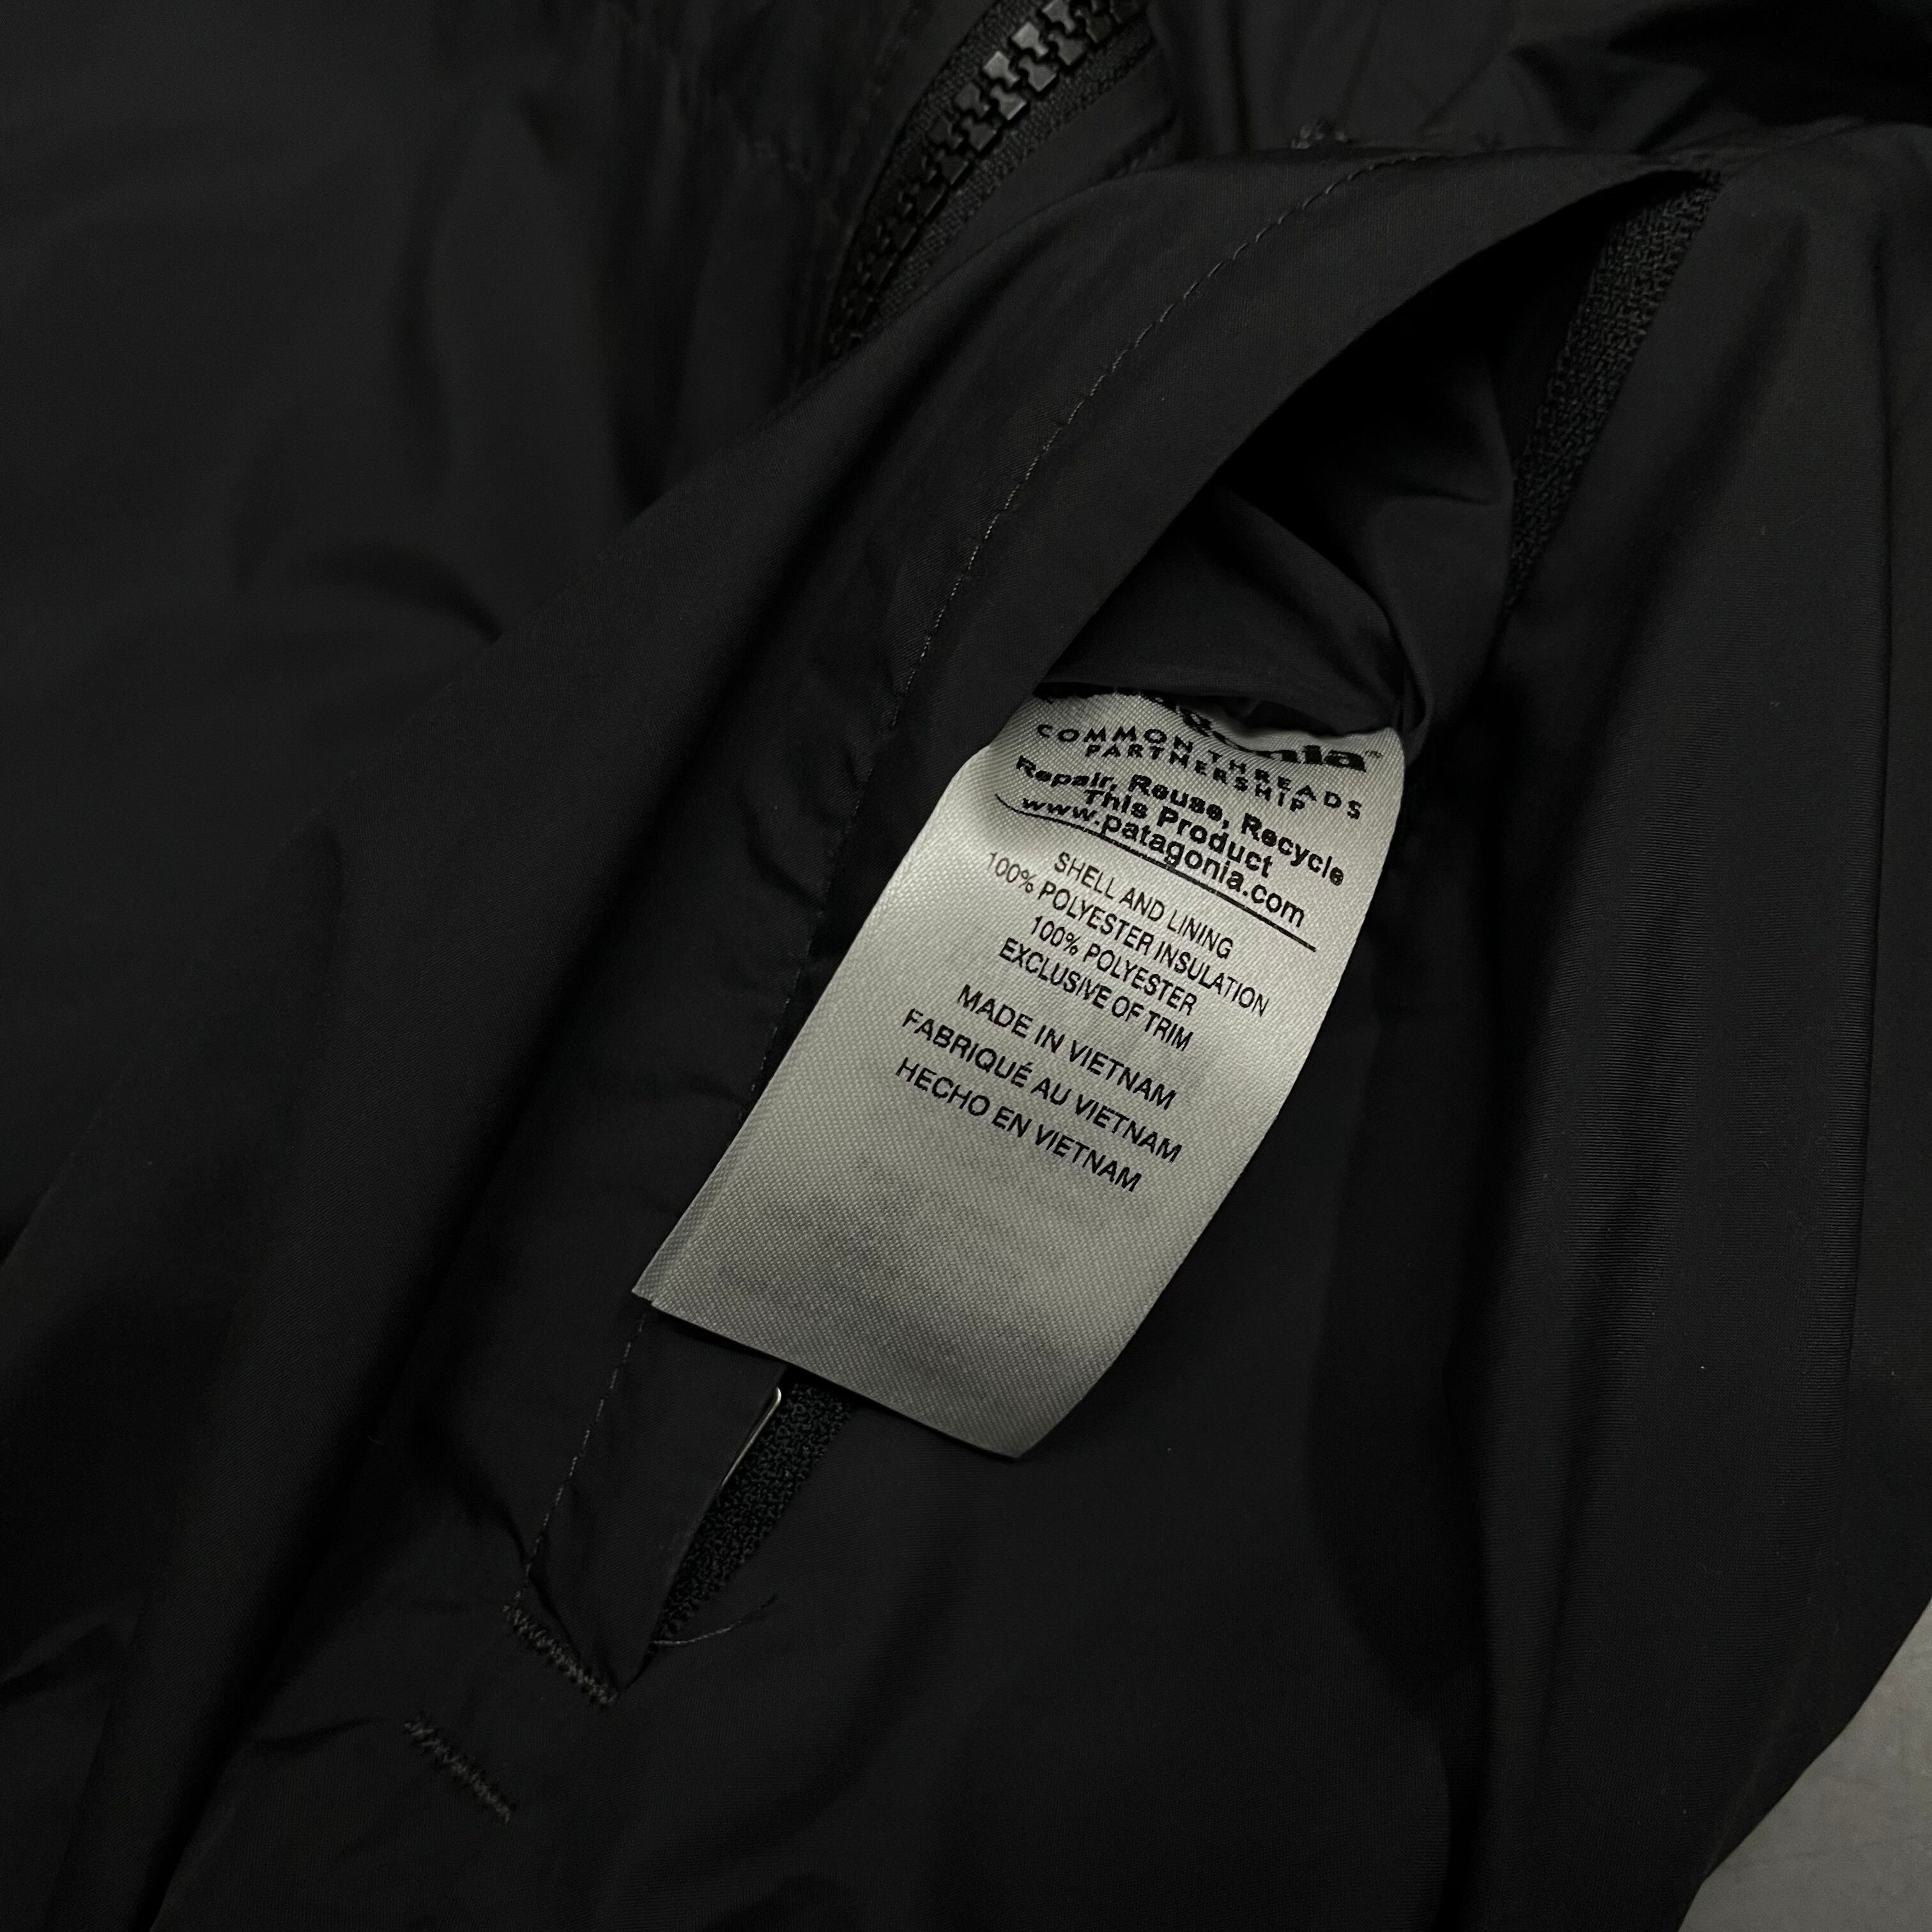 COMMON THREADS
PARTNERSHIP
Repair, Reuse, Recycle
This Product
www.patagonia.com
SHELL AND LINING
100% POLYESTER INSULATION
100% POLYESTER
EXCLUSIVE OF TRIM
MADE IN VIETNAM
FABRIQUÉ AU VIETNAM
HECHO EN VIETNAM